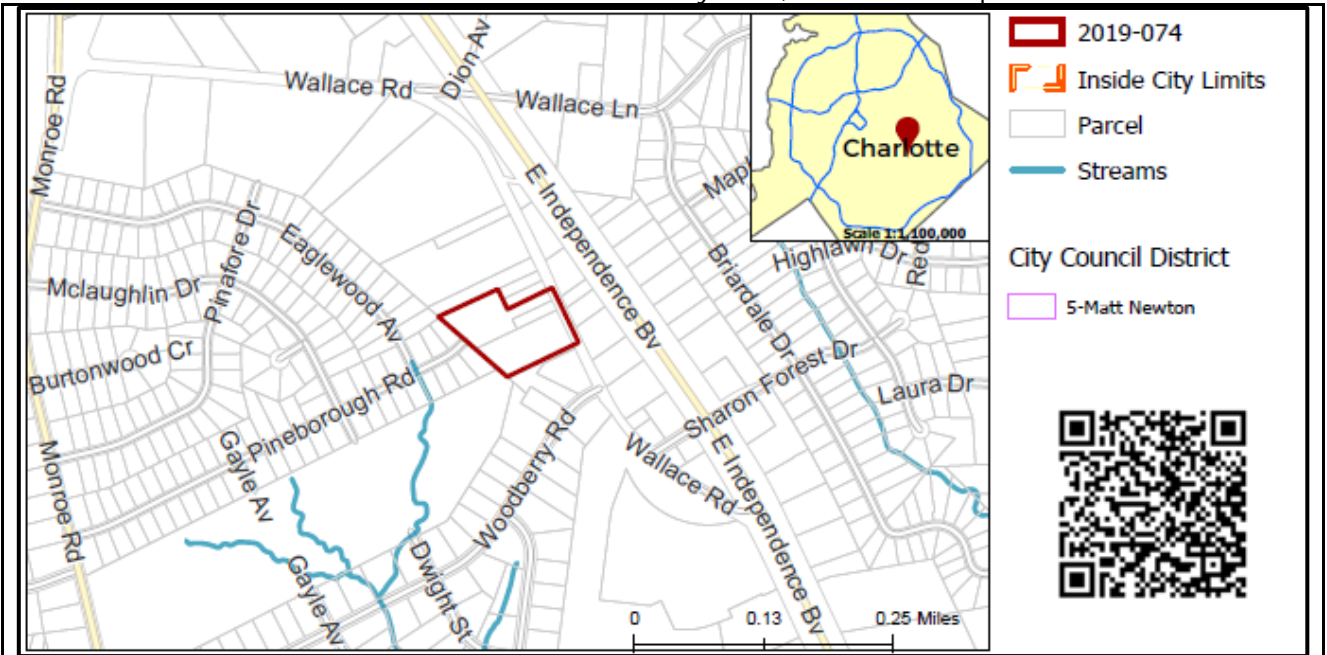 Monroe Rd
Wallace Rd
Dion Av
Wallace Ln
E Independence Bv
Pinafore Dr
Eaglewood Av
Mclaughlin Dr
Burtonwood Cr
Pineborough Rd
Gayle Av
Monroe Rd
Gayle Av
Dwight St
Woodberry Rd
Wallace Rd
E Independence Bv
Sharon Forest Dr
Briardale Dr
Laura Dr
Highlawn Dr
Red
Mapl
Charlotte
Scale 1:1,100,000
0 0.13 0.25 Miles
2019-074
Inside City Limits
Parcel
Streams
City Council District
5-Matt Newton